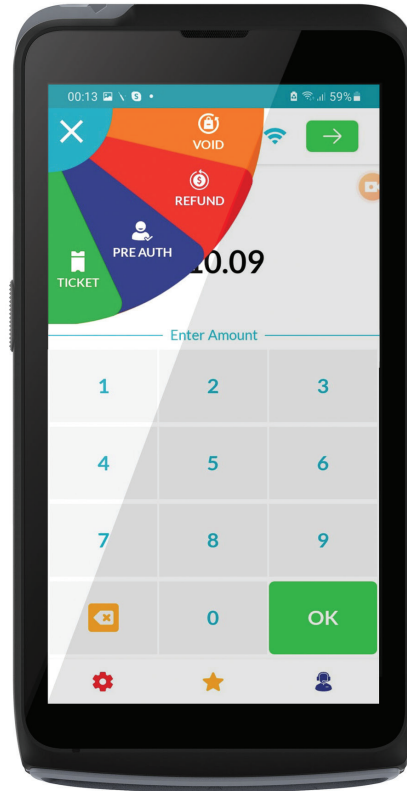 00:13 59%
VOID
REFUND
PRE AUTH
TICKET
10.09
Enter Amount
1 2 3
4 5 6
7 8 9
0 OK